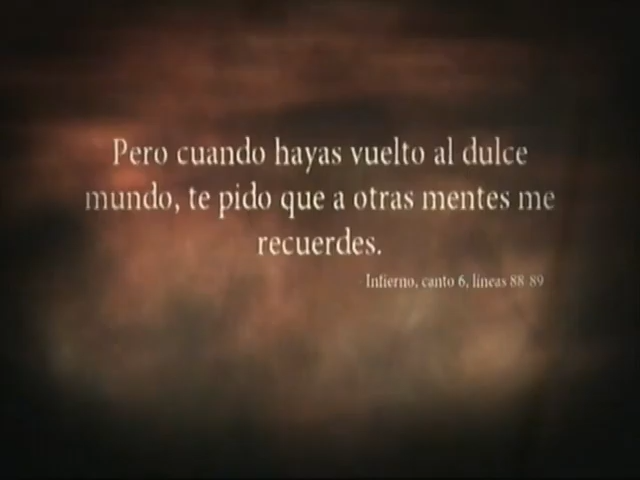 Pero cuando hayas vuelto al dulce
mundo, te pido que a otras mentes me
recuerdes.
Infierno, canto 6, líneas 88-89